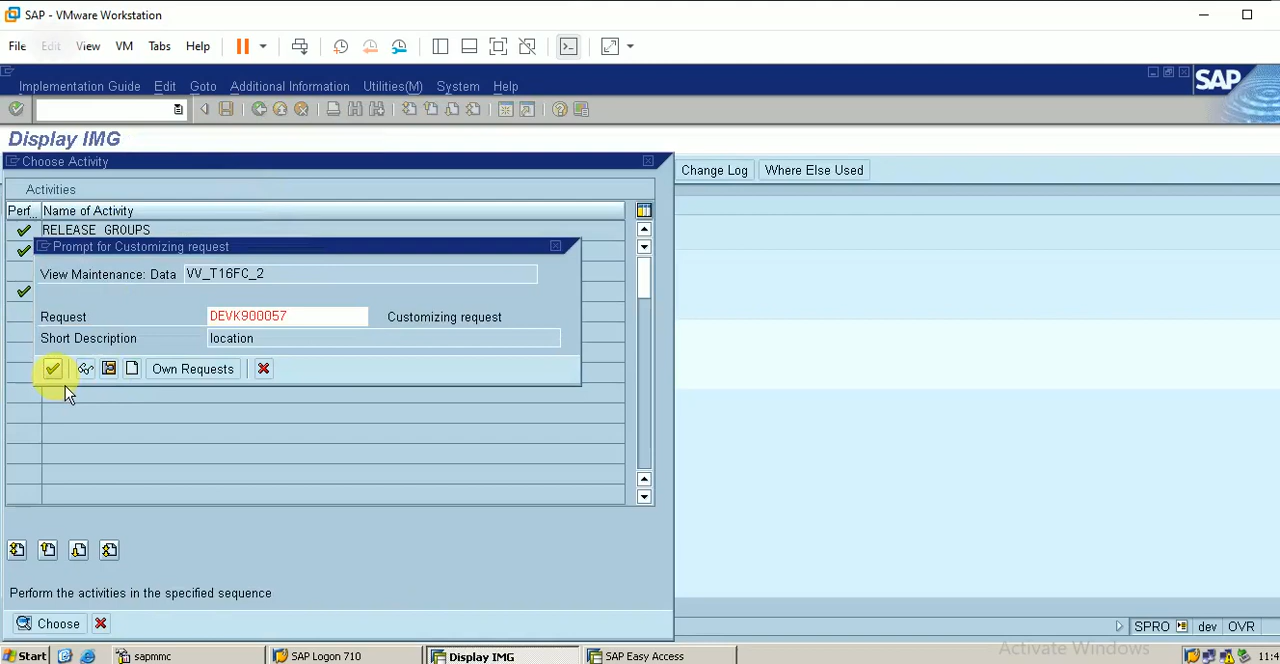 SAP - VMware Workstation
File Edit View VM Tabs Help
Implementation Guide Edit Goto Additional Information Utilities(M) System Help
SAP
Display IMG
Choose Activity
Change Log Where Else Used
Activities
Perf... Name of Activity
RELEASE GROUPS
Prompt for Customizing request
View Maintenance: Data VV_T16FC_2
Request DEVK900057 Customizing request
Short Description location
Own Requests
Perform the activities in the specified sequence
Choose
SPRO dev OVR
Activate Windows
Start sapmmc SAP Logon 710 Display IMG SAP Easy Access 11:4